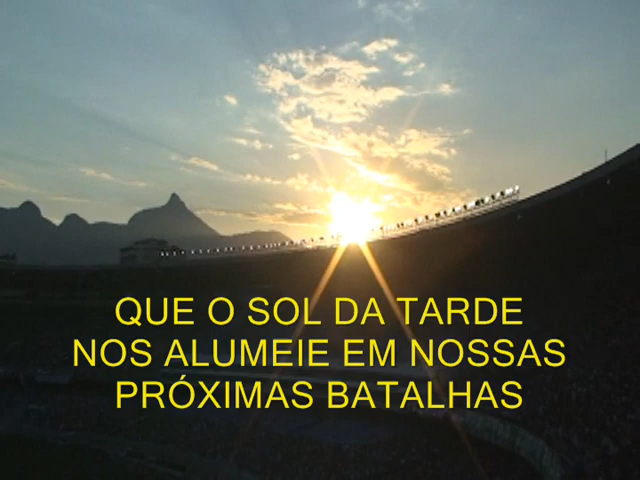 QUE O SOL DA TARDE
NOS ALUMEIE EM NOSSAS
PRÓXIMAS BATALHAS